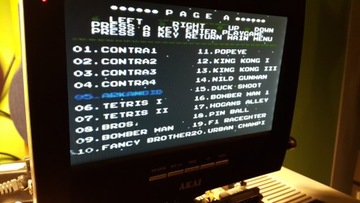 ●●●●●● PAGE A ●●●●●●
LEFT RIGHT UP DOWN
PRESS ENTER PLAYGAME
PRESS B KEY RETURN MAIN MENU
01.CONTRA1
02.CONTRA2
03.CONTRA3
04.CONTRA4
05.ARKANOID
06.TETRIS I
07.TETRIS II
08.BROS.
09.BOMBER MAN
10.FANCY BROTHER
11.POPEYE
12.KING KONG I
13.KING KONG III
14.WILD GUNMAN
15.DUCK SHOOT
16.BOMBER MAN I
17.HOGANS ALLEY
18.PIN BALL
19.F1 RACEGHTER
20.URBAN CHAMPI
AKAI